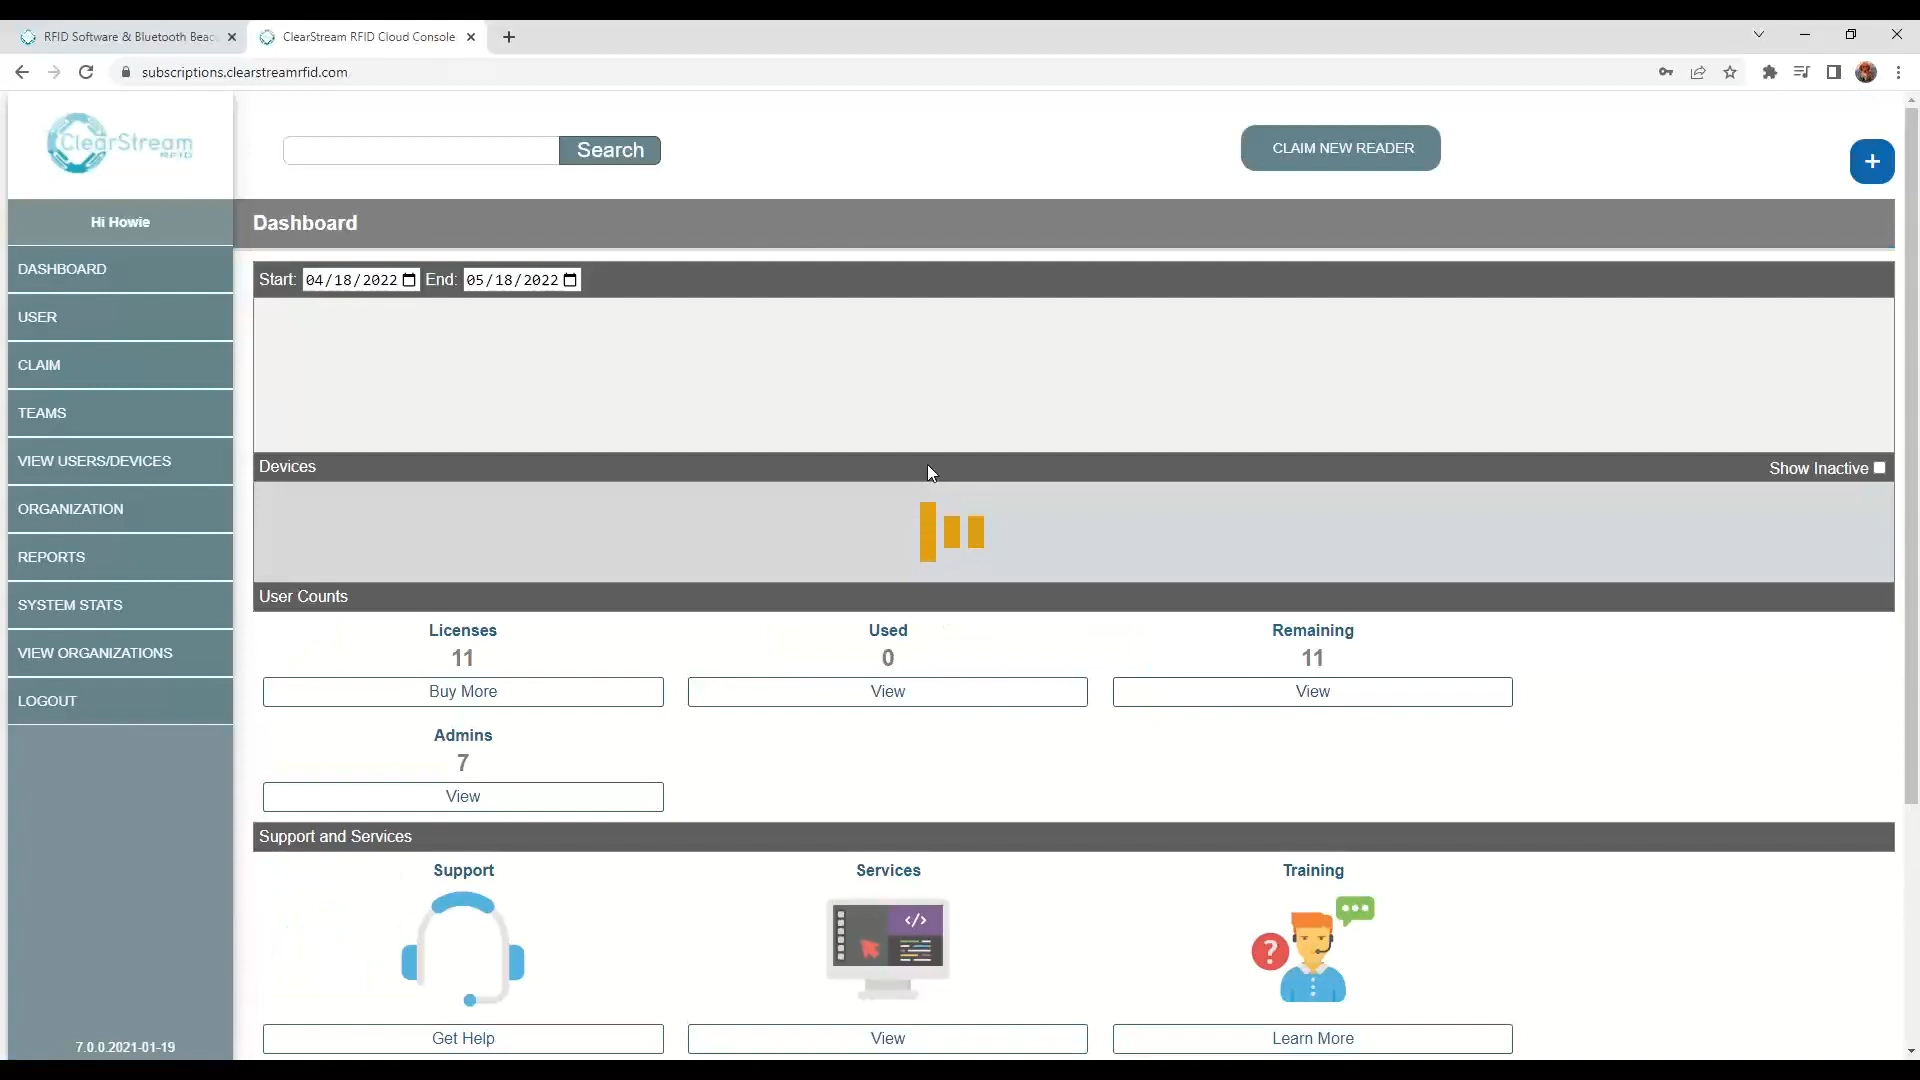 RFID Software & Bluetooth Beac
ClearStream RFID Cloud Console
subscriptions.clearstreamrfid.com
ClearStream
RFID
Search
CLAIM NEW READER
+
Hi Howie
Dashboard
DASHBOARD
USER
CLAIM
TEAMS
VIEW USERS/DEVICES
ORGANIZATION
REPORTS
SYSTEM STATS
VIEW ORGANIZATIONS
LOGOUT
7.0.0.2021-01-19
Start: 04/18/2022 End: 05/18/2022
Devices
Show Inactive
User Counts
Licenses
11
Buy More
Used
0
View
Remaining
11
View
Admins
7
View
Support and Services
Support
Get Help
Services
</>
View
Training
?
Learn More